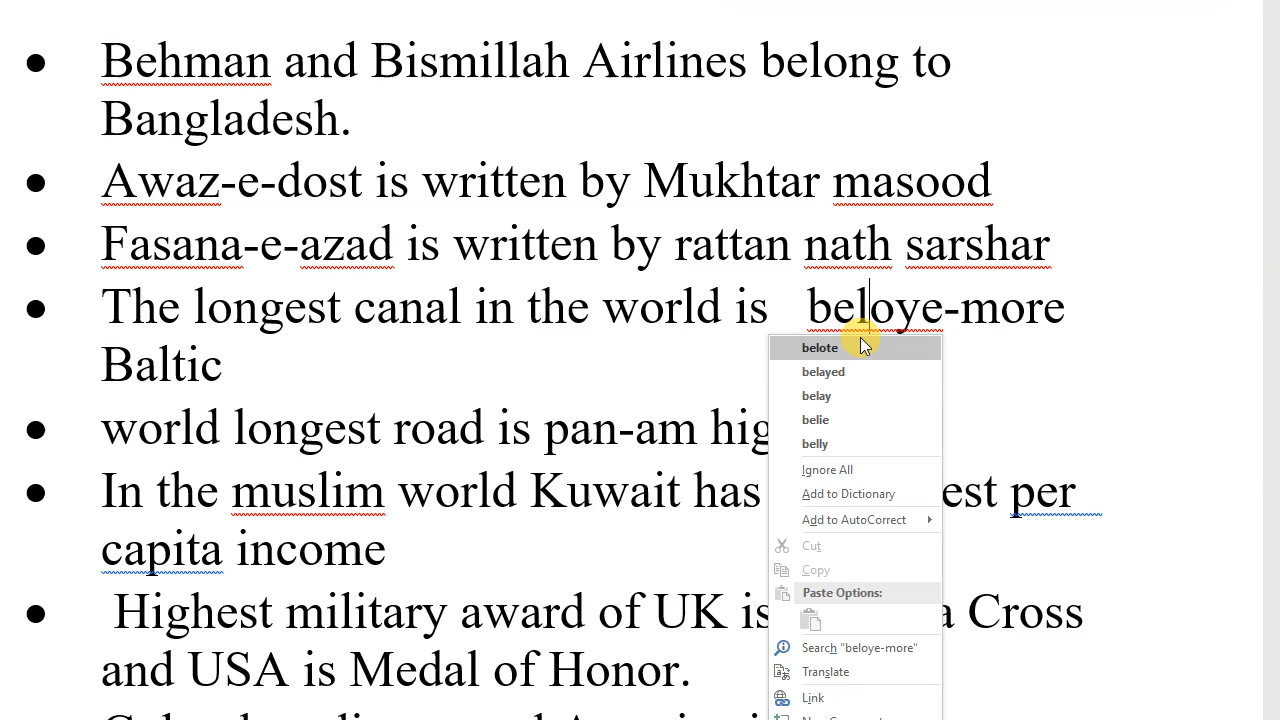 Behman and Bismillah Airlines belong to
Bangladesh.
Awaz-e-dost is written by Mukhtar masood
Fasana-e-azad is written by rattan nath sarshar
The longest canal in the world is beloye-more
Baltic
world longest road is pan-am
In the muslim world Kuwait has per
capita income
Highest military award of UK is Cross
and USA is Medal of Honor.
belote
belayed
belay
belie
belly
Ignore All
Add to Dictionary
Add to AutoCorrect
Cut
Copy
Paste Options:
Search "beloye-more"
Translate
Link